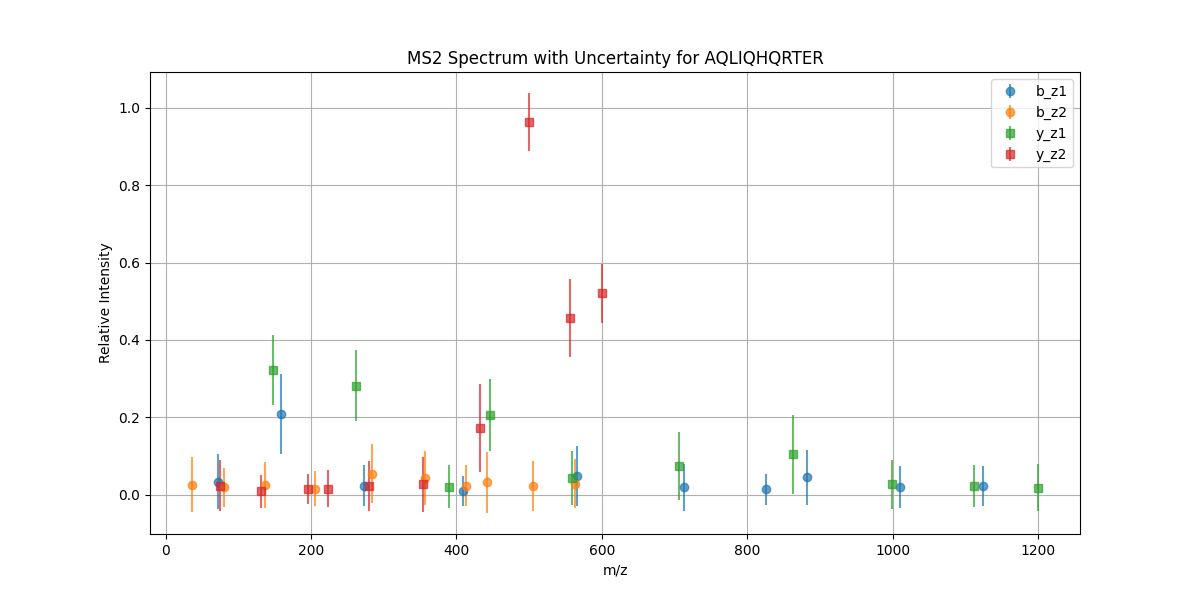 MS2 Spectrum with Uncertainty for AQLIQHQRTER
b_z1
b_z2
y_z1
y_z2
Relative Intensity
1.0
0.8
0.6
0.4
0.2
0.0
0 200 400 600 800 1000 1200
m/z